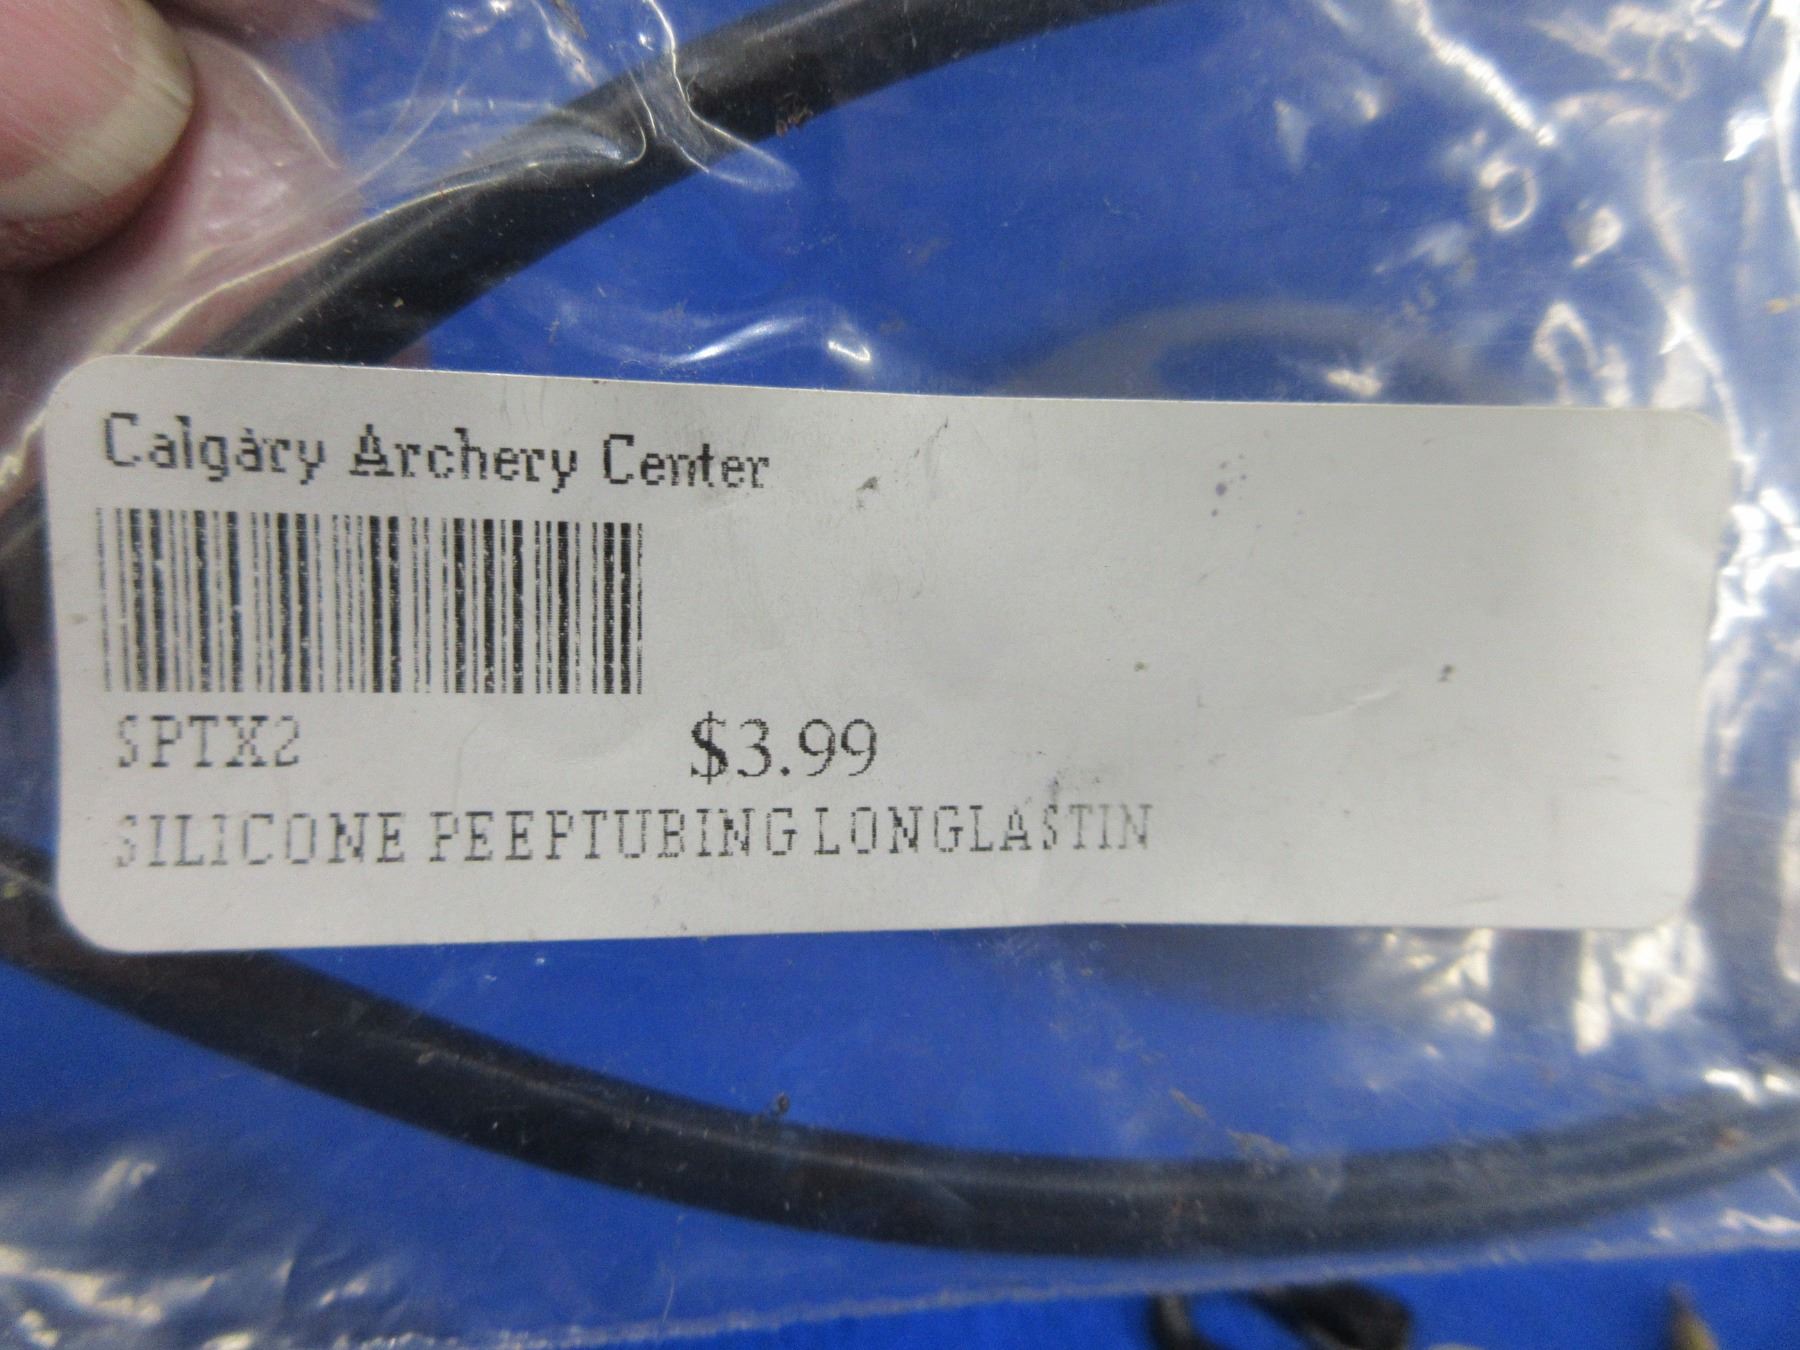 Calgary Archery Center
SPTX2 $3.99
SILICONE PEEPTUBING LONGLASTIN